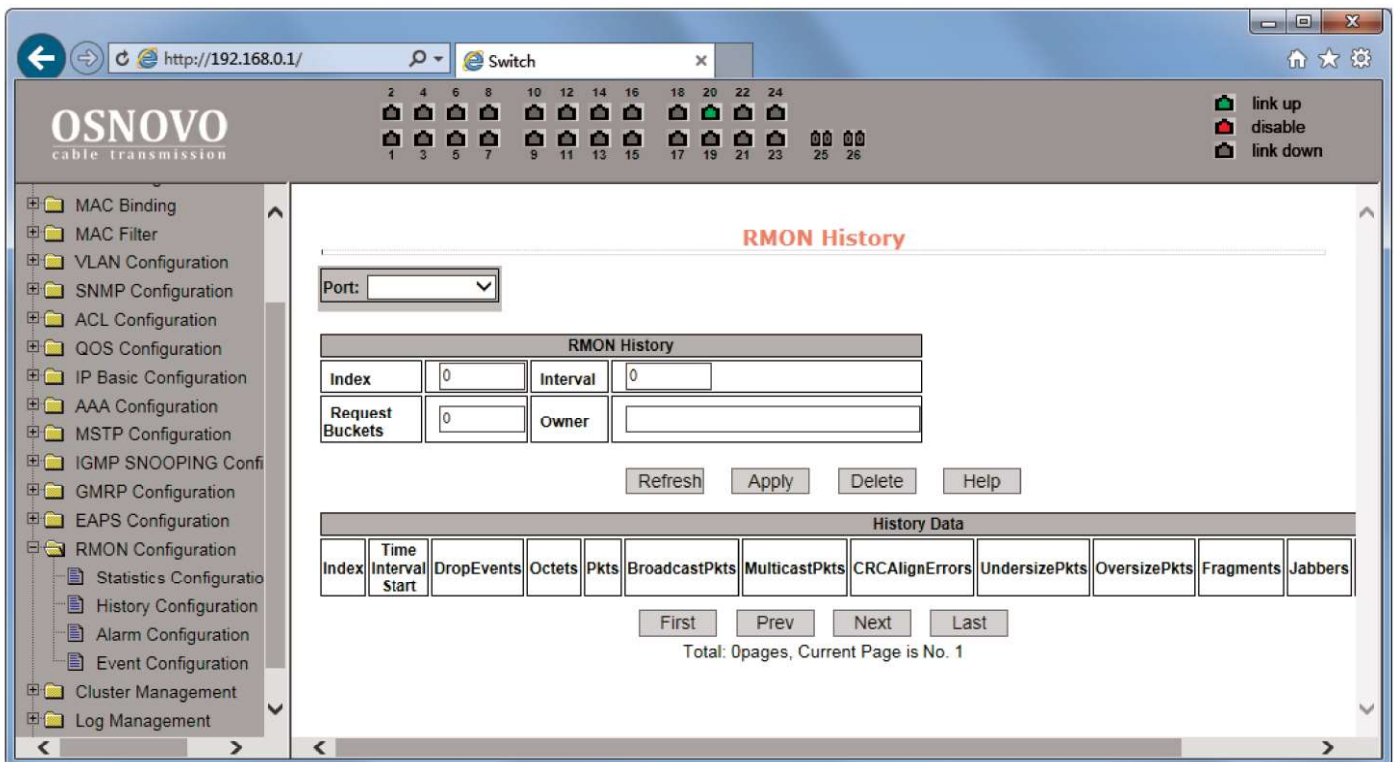 http://192.168.0.1/
Switch
OSNOVO
cable transmission
2 4 6 8 10 12 14 16 18 20 22 24
1 3 5 7 9 11 13 15 17 19 21 23 25 26
link up
disable
link down
MAC Binding
MAC Filter
VLAN Configuration
SNMP Configuration
ACL Configuration
QOS Configuration
IP Basic Configuration
AAA Configuration
MSTP Configuration
IGMP SNOOPING Confi
GMRP Configuration
EAPS Configuration
RMON Configuration
Statistics Configuratio
History Configuration
Alarm Configuration
Event Configuration
Cluster Management
Log Management
RMON History
Port:
RMON History
Index 0 Interval 0
Request Buckets 0 Owner
Refresh Apply Delete Help
History Data
Index Time Interval Start DropEvents Octets Pkts BroadcastPkts MulticastPkts CRCAlignErrors UndersizePkts OversizePkts Fragments Jabbers
First Prev Next Last
Total: 0pages, Current Page is No. 1